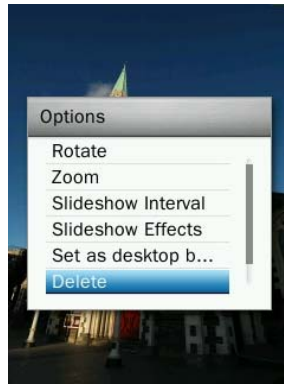 Options
Rotate
Zoom
Slideshow Interval
Slideshow Effects
Set as desktop b...
Delete